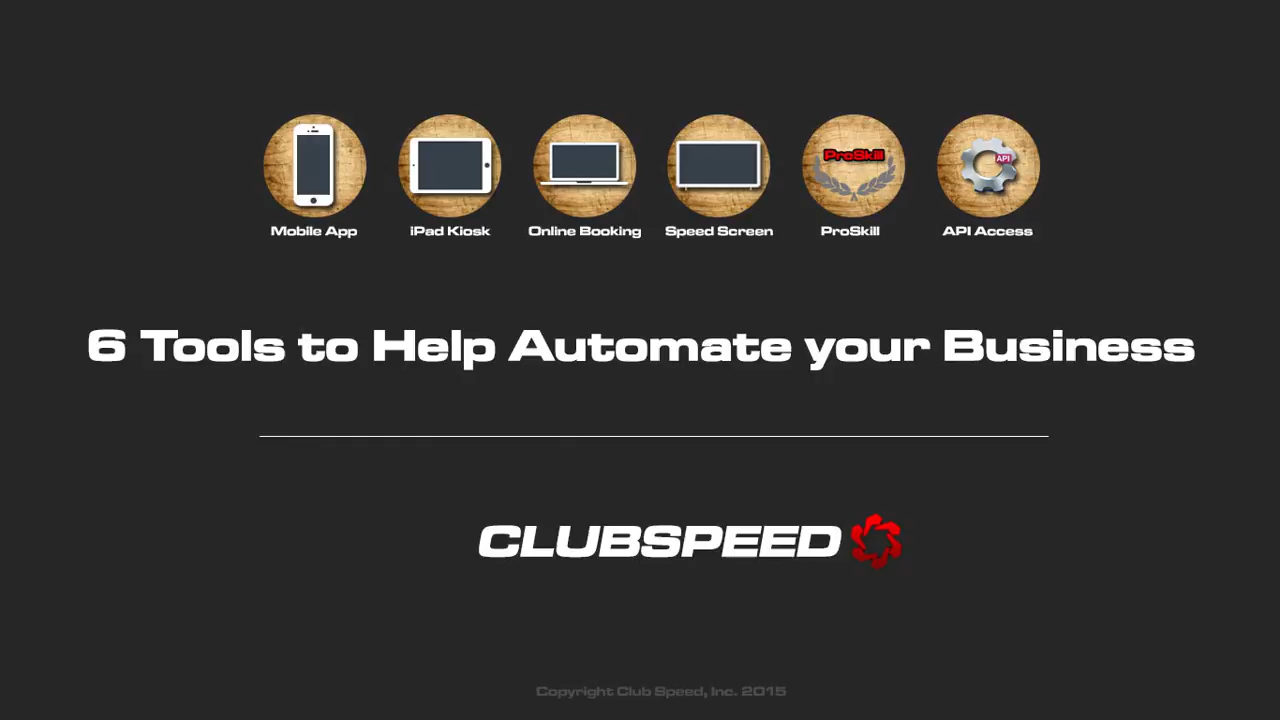 ProSkill
API
Mobile App
iPad Kiosk
Online Booking
Speed Screen
ProSkill
API Access
6 Tools to Help Automate your Business
CLUBSPEED
Copyright Club Speed, Inc. 2015